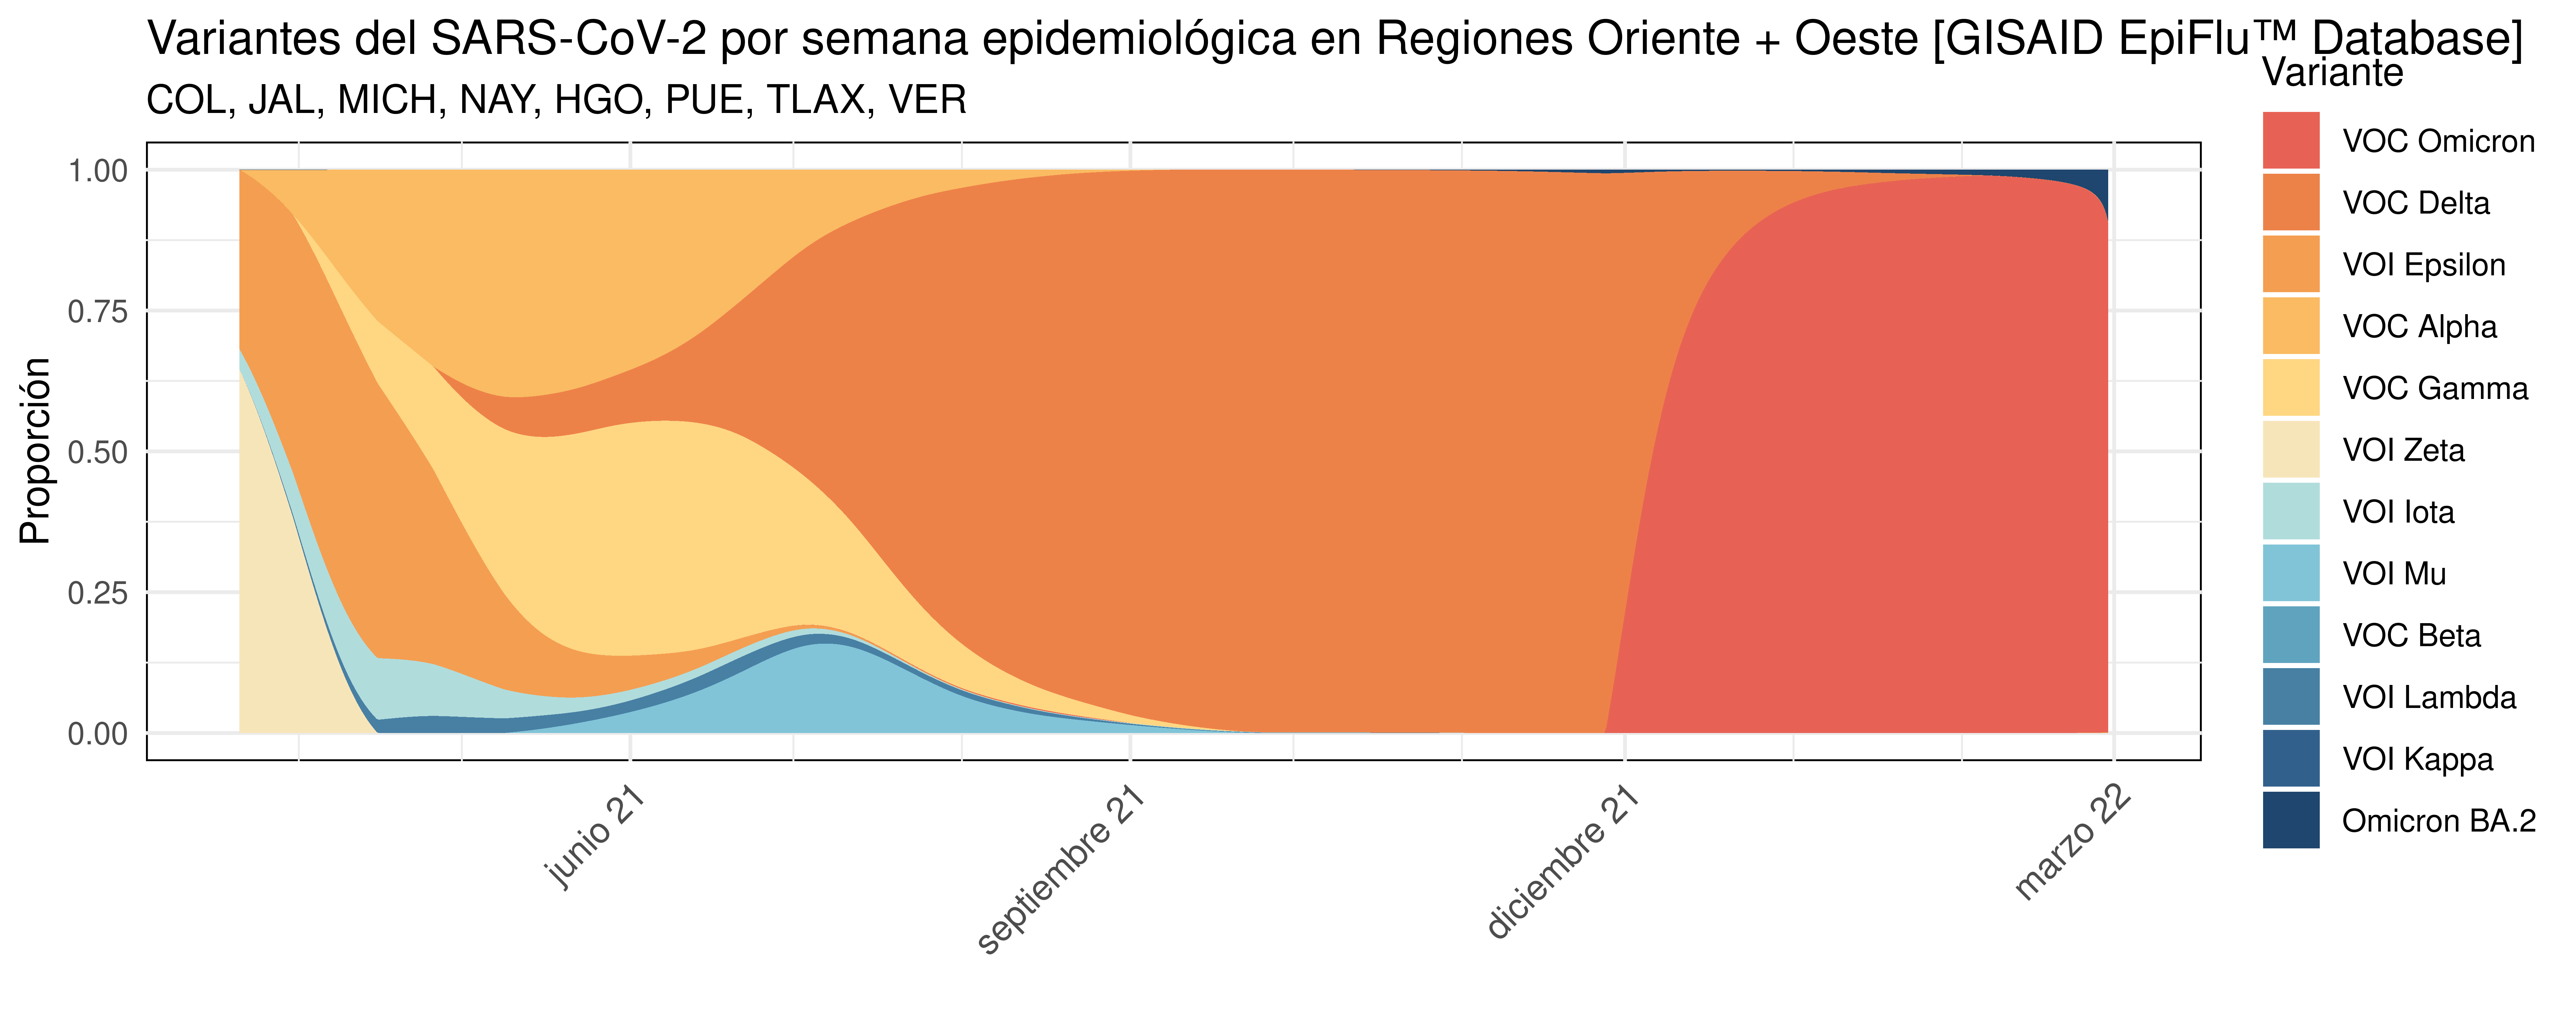 Variantes del SARS-CoV-2 por semana epidemiológica en Regiones Oriente + Oeste [GISAID EpiFlu™ Database]
COL, JAL, MICH, NAY, HGO, PUE, TLAX, VER
Variante
VOC Omicron
VOC Delta
VOI Epsilon
VOC Alpha
VOC Gamma
VOI Zeta
VOI Iota
VOI Mu
VOC Beta
VOI Lambda
VOI Kappa
Omicron BA.2
Proporción
1.00
0.75
0.50
0.25
0.00
junio 21
septiembre 21
diciembre 21
marzo 22